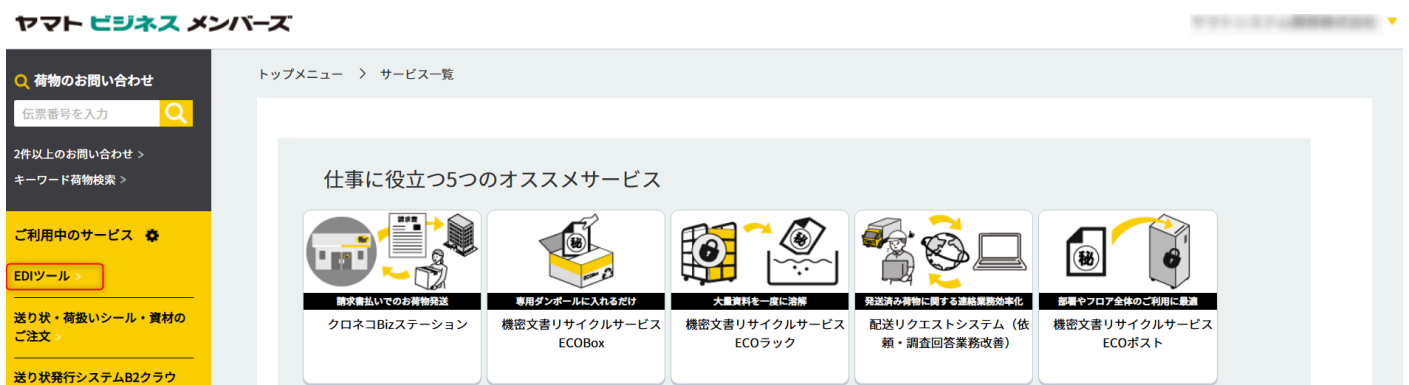 ヤマト ビジネス メンバーズ
荷物のお問い合わせ
伝票番号を入力
2件以上のお問い合わせ >
キーワード荷物検索 >
ご利用中のサービス
EDIツール >
送り状・荷扱いシール・資材の
ご注文 >
送り状発行システムB2クラウ
トップメニュー > サービス一覧
仕事に役立つ5つのオススメサービス
請求書
請求書払いでのお荷物発送
クロネコBizステーション
秘
ECOBox
専用ダンボールに入れるだけ
機密文書リサイクルサービス
ECOBox
秘
大量資料を一度に溶解
機密文書リサイクルサービス
ECOラック
発送済み荷物に関する連絡業務効率化
配送リクエストシステム（依
頼・調査回答業務改善）
秘
部署やフロア全体のご利用に最適
機密文書リサイクルサービス
ECOポスト